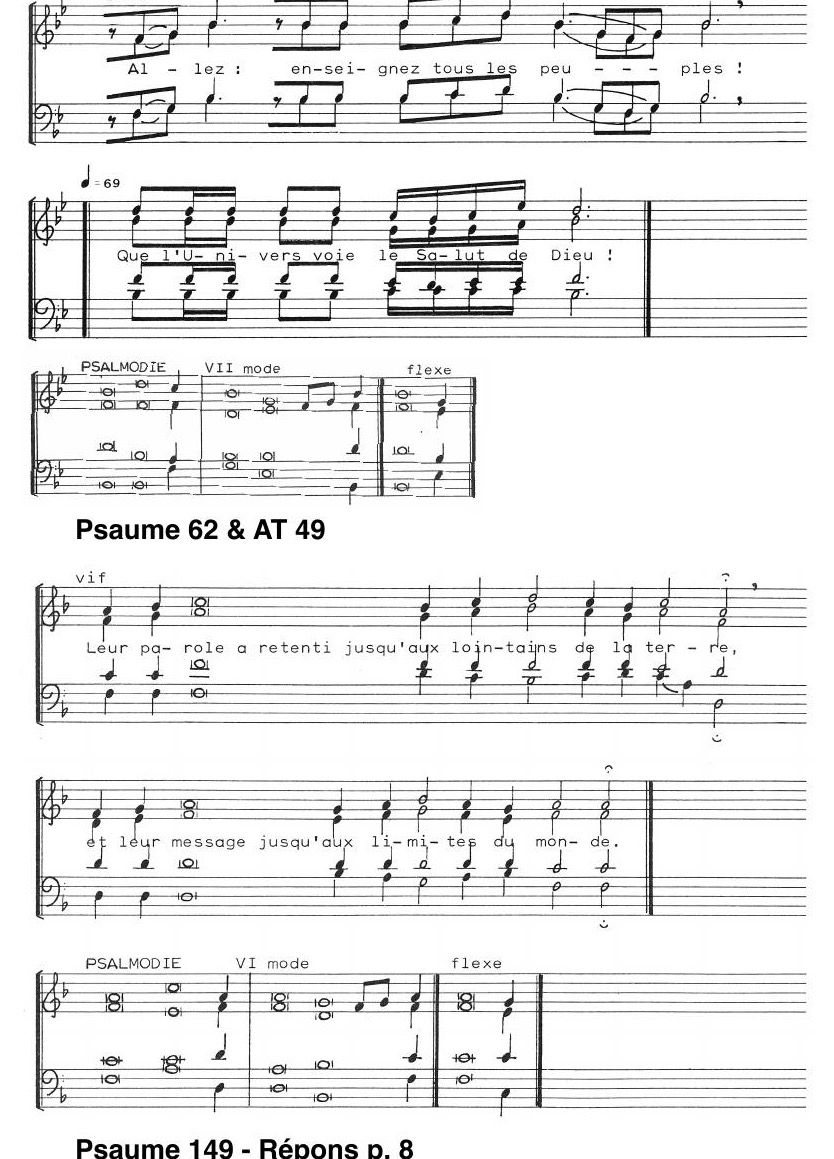 Al - lez : en-sei- gnez tous les peu - - - ples !
♩ = 69
Que l'U- ni- vers voie le Sa-lut de Dieu !
PSALMODIE VII mode flexe
Psaume 62 & AT 49
vif
Leur pa- role a retenti jusqu'aux loin-tains de la ter - re,
et leur message jusqu'aux li-mi-tes du mon- de.
PSALMODIE VI mode flexe
Psaume 149 - Répons p. 8